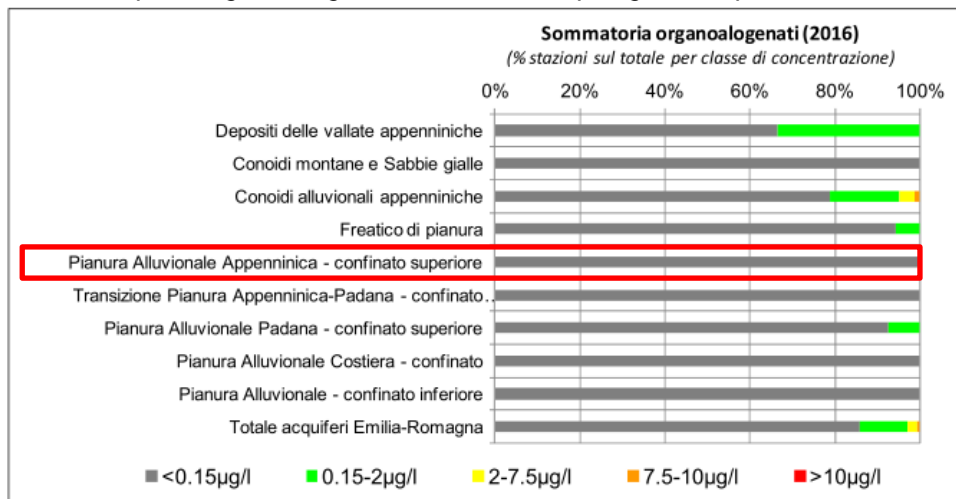 Sommatoria organoalogenati (2016)
(% stazioni sul totale per classe di concentrazione)
0% 20% 40% 60% 80% 100%
Depositi delle vallate appenniniche
Conoidi montane e Sabbie gialle
Conoidi alluvionali appenniniche
Freatico di pianura
Pianura Alluvionale Appenninica - confinato superiore
Transizione Pianura Appenninica-Padana - confinato..
Pianura Alluvionale Padana - confinato superiore
Pianura Alluvionale Costiera - confinato
Pianura Alluvionale - confinato inferiore
Totale acquiferi Emilia-Romagna
<0.15µg/l 0.15-2µg/l 2-7.5µg/l 7.5-10µg/l >10µg/l